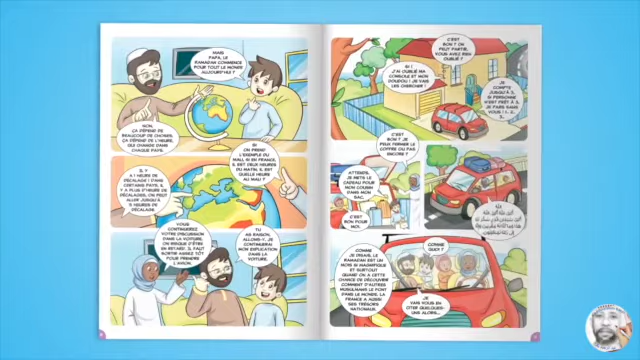 MAIS
PAPA, LE
RAMADAN COMMENCE
POUR TOUT LE MONDE
AUJOURD'HUI ?
NON,
ÇA DÉPEND DE
BEAUCOUP DE CHOSES,
ÇA DÉPEND DE L'HEURE,
QUI CHANGE DANS
CHAQUE PAYS.
SI
ON PREND
L'EXEMPLE DU
MALI, SI EN FRANCE,
IL EST DEUX HEURES
DU MATIN, IL EST
QUELLE HEURE
AU MALI ?
IL Y
A 1 HEURE DE
DÉCALAGE ! DANS
CERTAINS PAYS, IL
Y A PLUS D'HEURE DE
DÉCALAGES, ON PEUT
ALLER JUSQU'À
HEURES DE
DÉCALAGE.
VOUS
CONTINUEREZ
VOTRE DISCUSSION
DANS LA VOITURE,
ON RISQUE D'ÊTRE
EN RETARD. IL FAUT
SORTIR ASSEZ TÔT
POUR PRENDRE
L'AVION.
TU
AS RAISON,
ALLONS-Y, JE
CONTINUERAI
MON EXPLICATION
DANS LA
VOITURE.
C'EST
BON ? ON
PEUT PARTIR,
VOUS AVEZ RIEN
OUBLIÉ ?
SI !
J'AI OUBLIÉ MA
CONSOLE ET MON
DOUDOU ! JE VAIS
LES CHERCHER !
JE
COMPTE
JUSQU'À 3,
SI PERSONNE
N'EST PRÊT À 3,
JE PARS SANS
VOUS ! 1.. 2..
3..
C'EST
BON ? JE
PEUX FERMER LE
COFFRE OU PAS
ENCORE ?
ATTENDS,
JE METS LE
CADEAU POUR
MON COUSIN
DANS MON
SAC.
C'EST
BON POUR
MOI.
COMME
JE DISAIS, LE
RAMADAN EST UN
MOIS MAGNIFIQUE
ET SURTOUT
QUAND ON A CETTE
CHANCE DE DÉCOUVRIR
COMMENT D'AUTRES
MUSULMANS LE FONT
DANS LE MONDE. LA
FRANCE A AUSSI
SES TRÉSORS
NATIONAUX.
COMME
QUOI ?
JE
VAIS VOUS EN
CITER QUELQUES-
UNS ALORS...